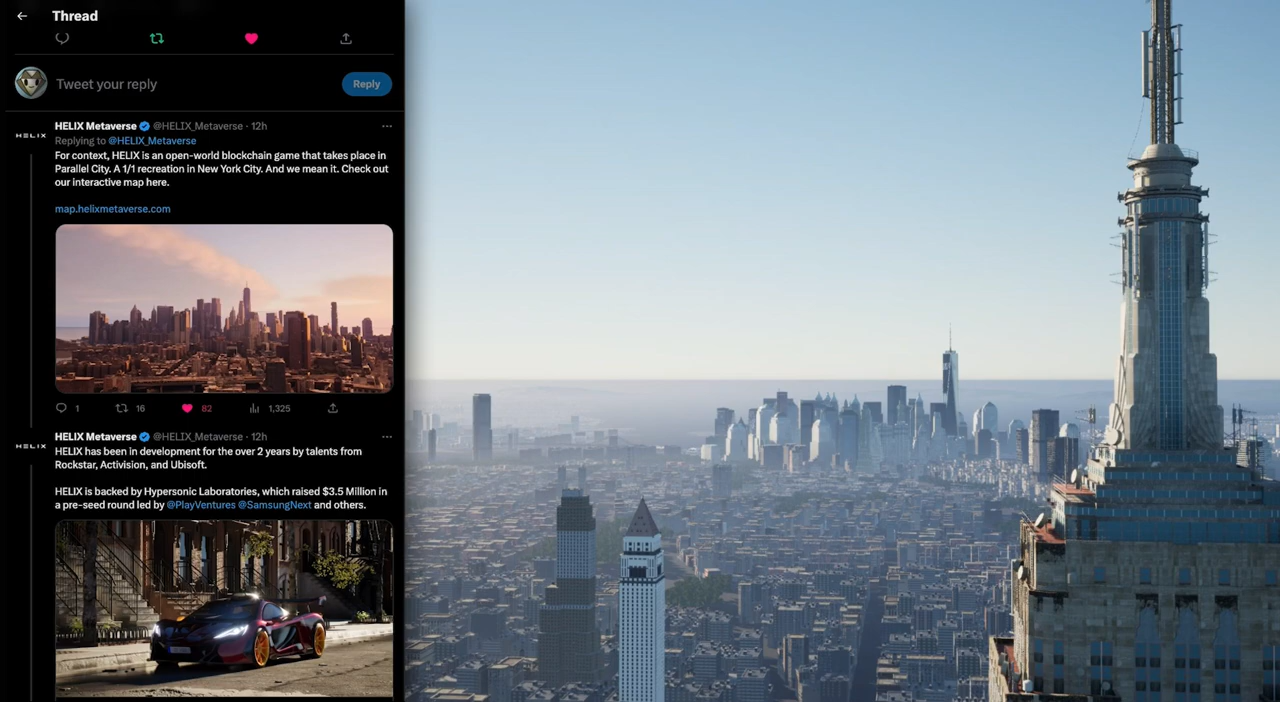 Thread
Tweet your reply
Reply
HELIX
HELIX Metaverse @HELIX_Metaverse · 12h
Replying to @HELIX_Metaverse
For context, HELIX is an open-world blockchain game that takes place in
Parallel City. A 1/1 recreation in New York City. And we mean it. Check out
our interactive map here.
map.helixmetaverse.com
1 16 82 1,325
HELIX
HELIX Metaverse @HELIX_Metaverse · 12h
HELIX has been in development for the over 2 years by talents from
Rockstar, Activision, and Ubisoft.
HELIX is backed by Hypersonic Laboratories, which raised $3.5 Million in
a pre-seed round led by @PlayVentures @SamsungNext and others.